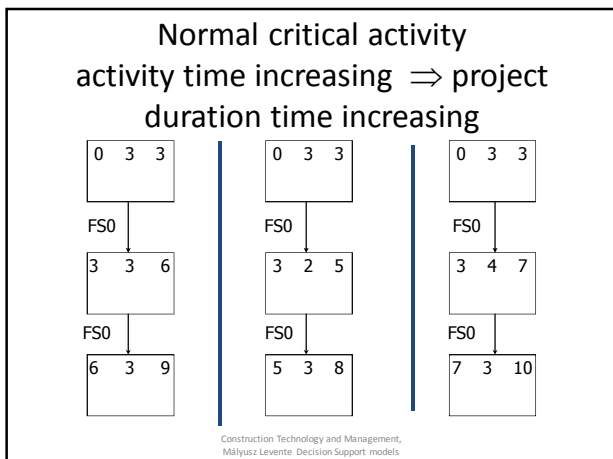 Normal critical activity
activity time increasing ⇒ project
duration time increasing
0 3 3
FS0
3 3 6
FS0
6 3 9
0 3 3
FS0
3 2 5
FS0
5 3 8
0 3 3
FS0
3 4 7
FS0
7 3 10
Construction Technology and Management,
Mályusz Levente Decision Support models